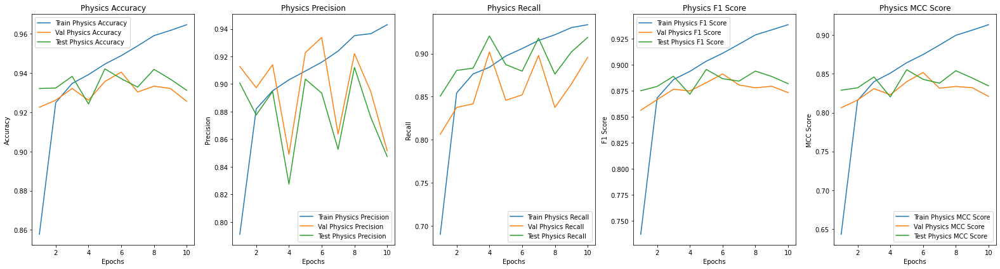 Physics Accuracy
Train Physics Accuracy
Val Physics Accuracy
Test Physics Accuracy
0.96
0.94
0.92
0.90
0.88
0.86
Accuracy
2 4 6 8 10
Epochs
Physics Precision
0.94
0.92
0.90
0.88
0.86
0.84
0.82
0.80
Precision
Train Physics Precision
Val Physics Precision
Test Physics Precision
2 4 6 8 10
Epochs
Physics Recall
0.90
0.85
0.80
0.75
0.70
Recall
Train Physics Recall
Val Physics Recall
Test Physics Recall
2 4 6 8 10
Epochs
Physics F1 Score
Train Physics F1 Score
Val Physics F1 Score
Test Physics F1 Score
0.925
0.900
0.875
0.850
0.825
0.800
0.775
0.750
F1 Score
2 4 6 8 10
Epochs
Physics MCC Score
0.90
0.85
0.80
0.75
0.70
0.65
MCC Score
Train Physics MCC Score
Val Physics MCC Score
Test Physics MCC Score
2 4 6 8 10
Epochs